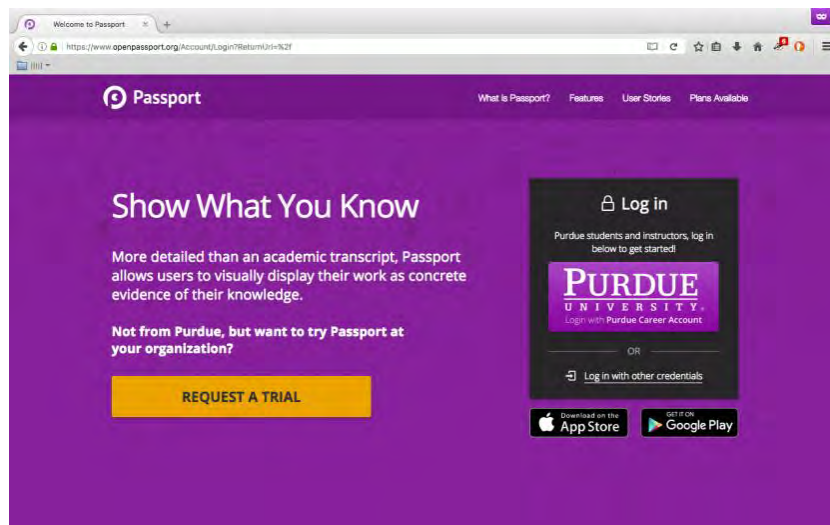 Welcome to Passport
https://www.openpassport.org/Account/Login?ReturnUrl=%2f
Passport
What is Passport?
Features
User Stories
Plans Available
Show What You Know
More detailed than an academic transcript, Passport
allows users to visually display their work as concrete
evidence of their knowledge.
Not from Purdue, but want to try Passport at
your organization?
REQUEST A TRIAL
Log in
Purdue students and instructors, log in
below to get started!
PURDUE
UNIVERSITY
Login with Purdue Career Account
OR
Log in with other credentials
Download on the
App Store
GET IT ON
Google Play